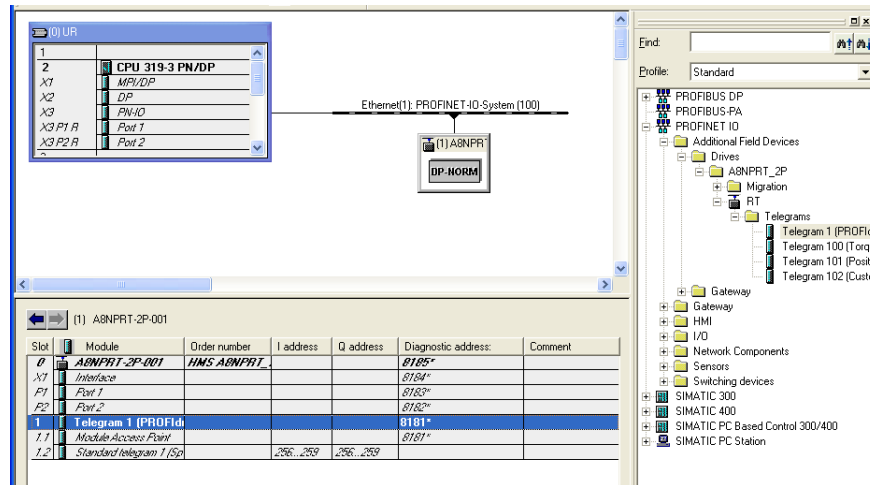 (0) UR
1
2 CPU 319-3 PN/DP
X1 MPI/DP
X2 DP
X3 PN-IO
X3 P1 R Port 1
X3 P2 R Port 2
Ethernet(1): PROFINET-IO-System (100)
(1) A8NPRT
DP-NORM
(1) A8NPRT-2P-001
Slot Module Order number I address Q address Diagnostic address: Comment
0 A8NPRT-2P-001 HMS A8NPRT_ 8185*
X1 Interface 8184*
P1 Port 1 8183*
P2 Port 2 8182*
1 Telegram 1 (PROFIdr 8181*
1.1 Module Access Point 8181*
1.2 Standard telegram 1 (Sp 256...259 256...259
Find:
Profile: Standard
PROFIBUS DP
PROFIBUS-PA
PROFINET IO
Additional Field Devices
Drives
A8NPRT_2P
Migration
RT
Telegrams
Telegram 1 (PROFId
Telegram 100 (Torq
Telegram 101 (Posit
Telegram 102 (Custo
Gateway
Gateway
HMI
I/O
Network Components
Sensors
Switching devices
SIMATIC 300
SIMATIC 400
SIMATIC PC Based Control 300/400
SIMATIC PC Station